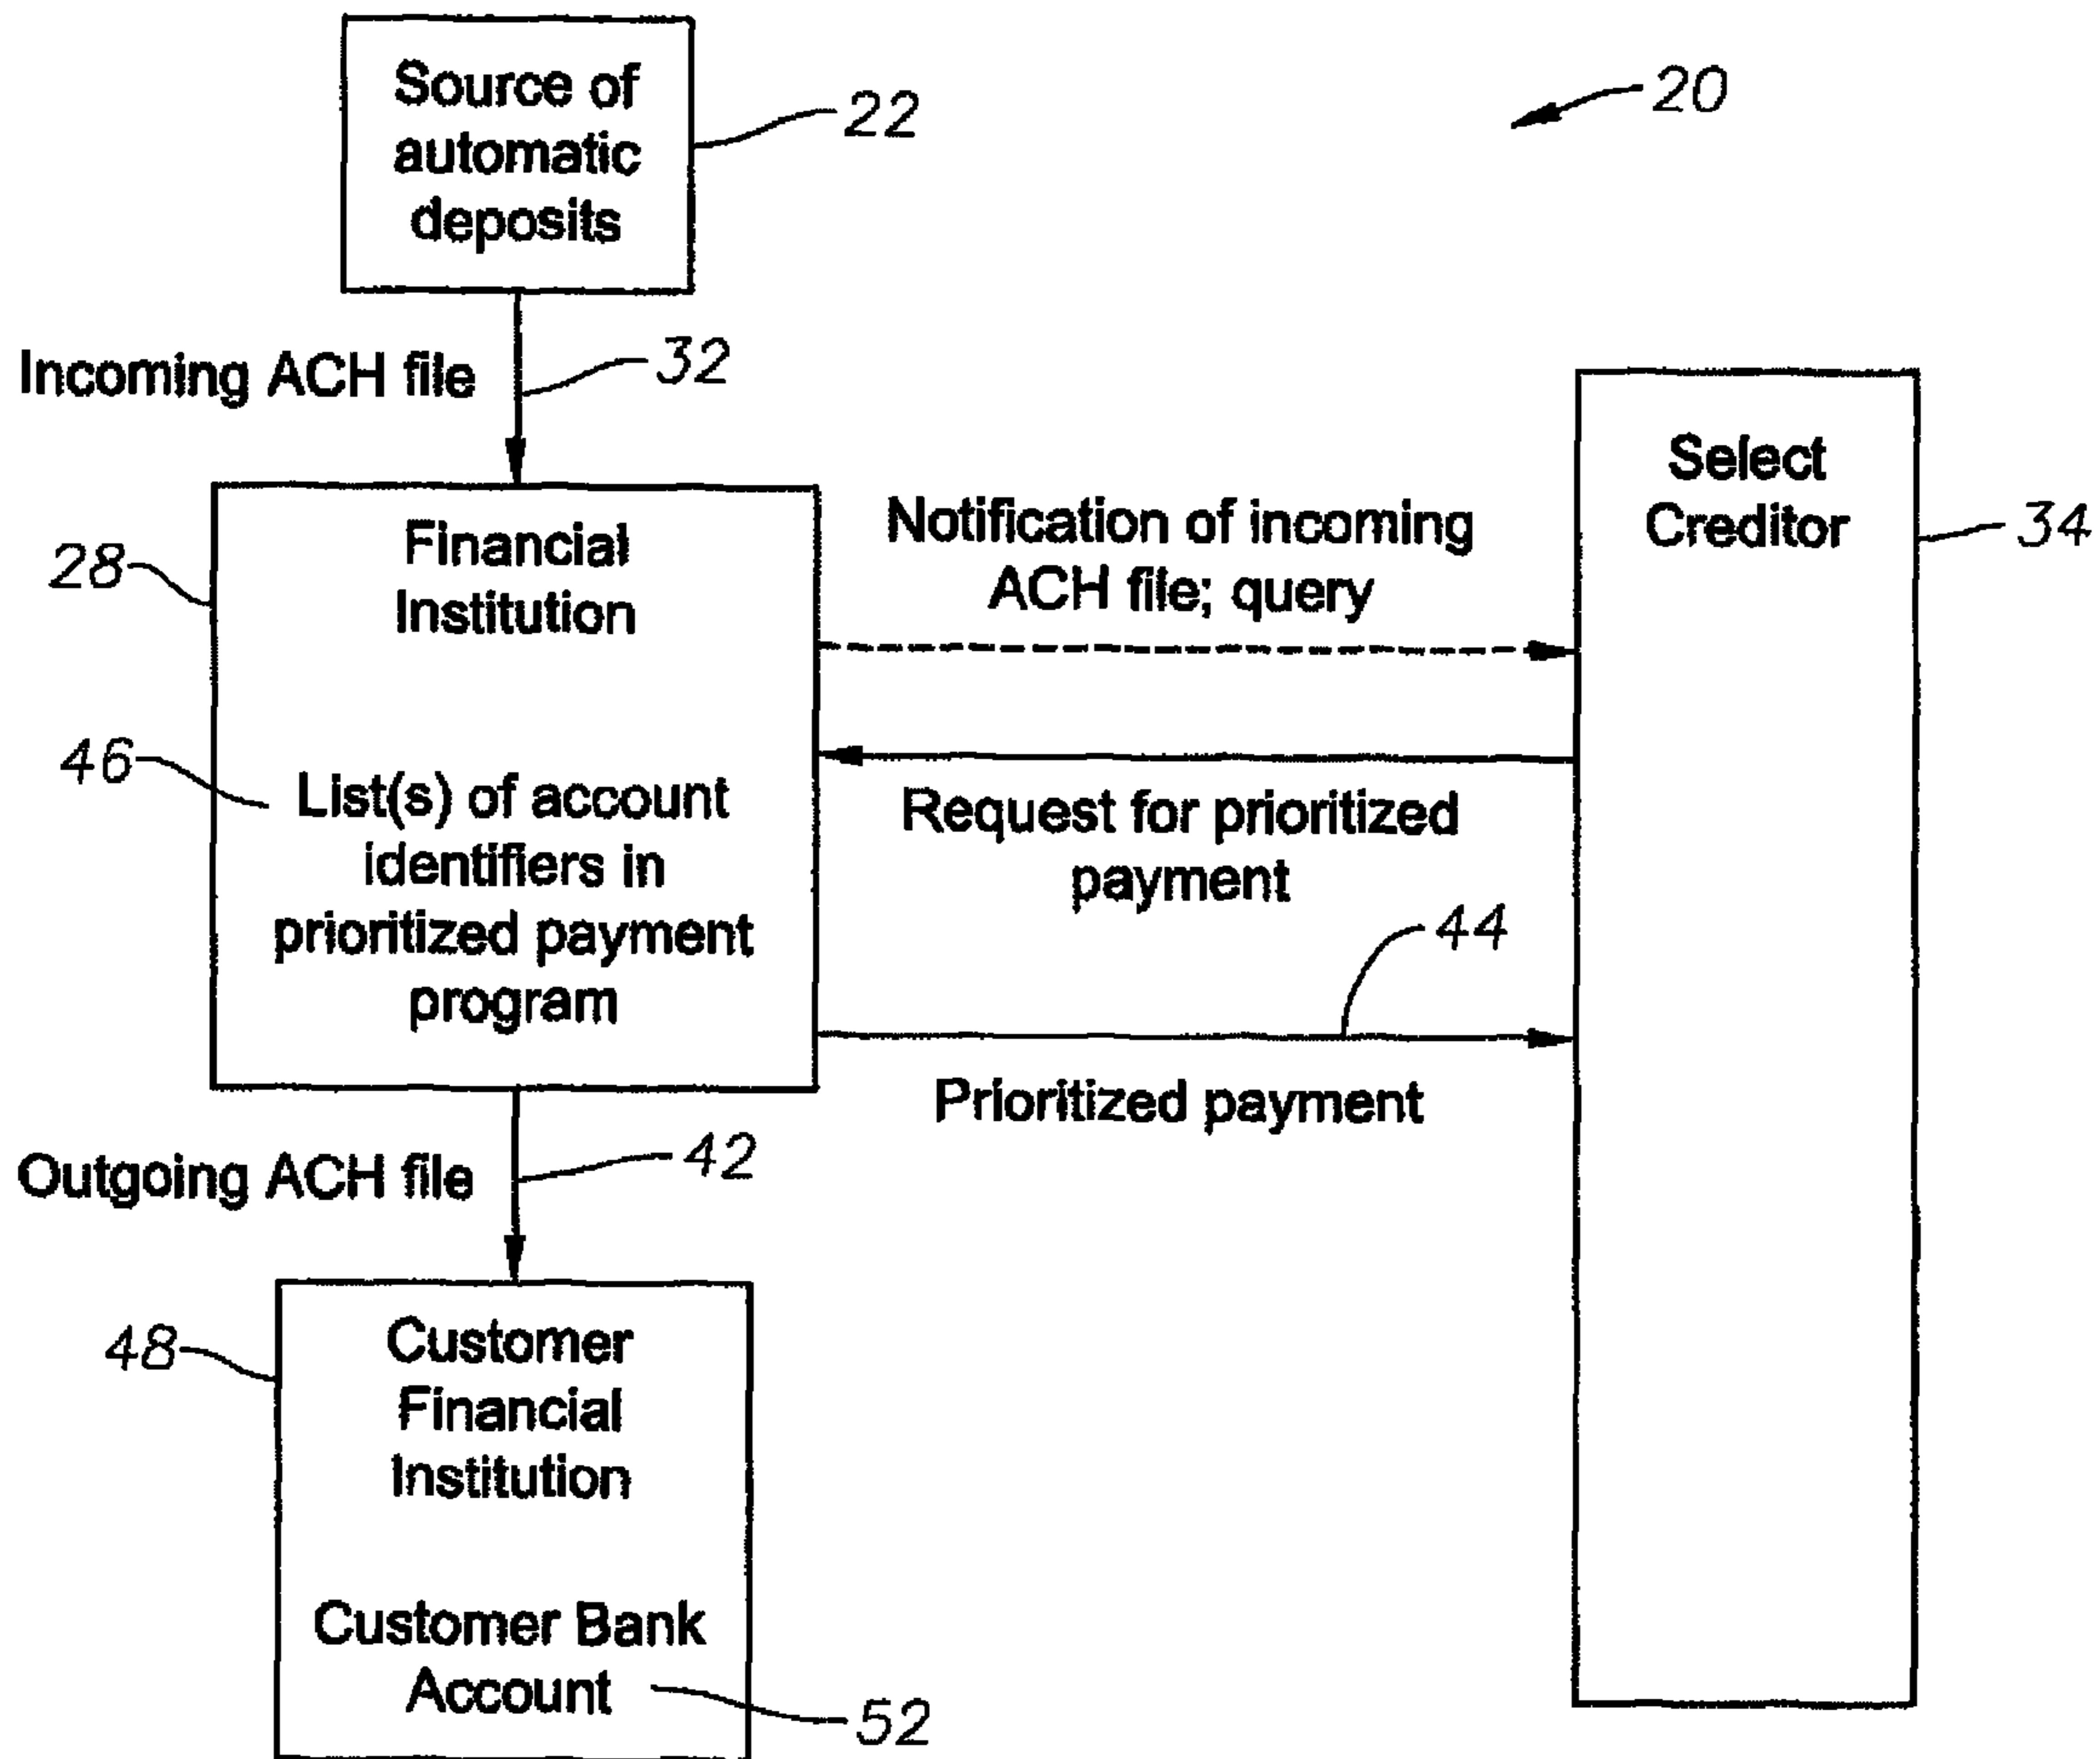 Source of
automatic
deposits
22
20
Incoming ACH file
32
Financial
Institution
28
46
List(s) of account
identifiers in
prioritized payment
program
Notification of incoming
ACH file; query
Request for prioritized
payment
44
Prioritized payment
Select
Creditor
34
Outgoing ACH file
42
48
Customer
Financial
Institution
Customer Bank
Account
52